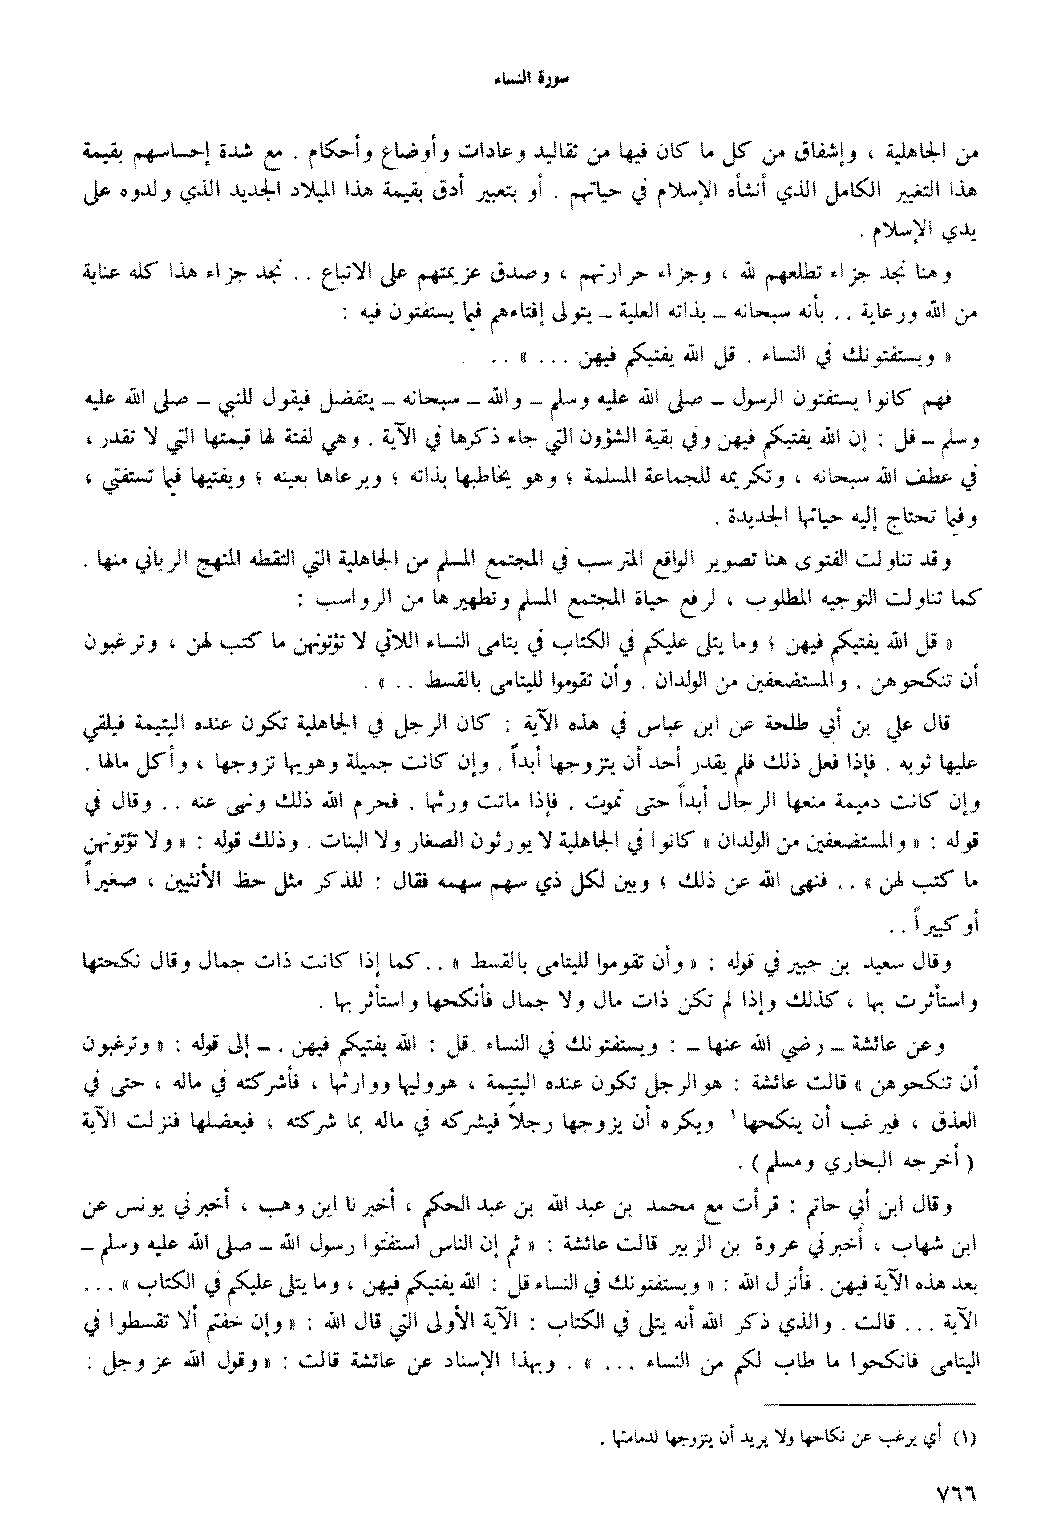 سورة النساء
من الجاهلية ، وإشفاق من كل ما كان فيها من تقاليد وعادات وأوضاع وأحكام . مع شدة إحساسهم بقيمة
هذا التغيير الكامل الذي أنشأه الإسلام في حياتهم . أو بتعبير أدق بقيمة هذا الميلاد الجديد الذي ولدوه على
يدي الإسلام .
وهنا نجد جزاء تطلعهم لله ، وجزاء حرارتهم ، وصدق عزيمتهم على الاتباع .. نجد جزاء هذا كله عناية
من الله ورعاية .. بأنه سبحانه ــ بذاته العلية ــ يتولى إفتاءهم فيما يستفتون فيه :
« ويستفتونك في النساء . قل الله يفتيكم فيهن ... » ..
فهم كانوا يستفتون الرسول ــ صلى الله عليه وسلم ــ والله ــ سبحانه ــ يتفضل فيقول للنبي ــ صلى الله عليه
وسلم ــ قل : إن الله يفتيكم فيهن وفي بقية الشؤون التي جاء ذكرها في الآية . وهي لفتة لها قيمتها التي لا تقدر ،
في عطف الله سبحانه ، وتكريمه للجماعة المسلمة ؛ وهو يخاطبها بذاته ؛ ويرعاها بعينه ؛ ويفتيها فيما تستفتي ،
وفيما تحتاج إليه حياتها الجديدة .
وقد تناولت الفتوى هنا تصوير الواقع المترسب في المجتمع المسلم من الجاهلية التي التقطه المنهج الرباني منها .
كما تناولت التوجيه المطلوب ، لرفع حياة المجتمع المسلم وتطهيرها من الرواسب :
« قل الله يفتيكم فيهن ؛ وما يتلى عليكم في الكتاب في يتامى النساء اللاتي لا تؤتونهن ما كتب لهن ، وترغبون
أن تنكحوهن . والمستضعفين من الولدان . وأن تقوموا لليتامى بالقسط .. » .
قال علي بن أبي طلحة عن ابن عباس في هذه الآية : كان الرجل في الجاهلية تكون عنده اليتيمة فيلقي
عليها ثوبه . فإذا فعل ذلك فلم يقدر أحد أن يتزوجها أبداً . وإن كانت جميلة وهويها تزوجها ، وأكل مالها .
وإن كانت دميمة منعها الرجال أبداً حتى تموت . فإذا ماتت ورثها . فحرم الله ذلك ونهى عنه .. وقال في
قوله : « والمستضعفين من الولدان » كانوا في الجاهلية لا يورثون الصغار ولا البنات . وذلك قوله : « ولا تؤتونهن
ما كتب لهن » .. فنهى الله عن ذلك ؛ وبين لكل ذي سهم سهمه فقال : للذكر مثل حظ الأنثيين ، صغيراً
أو كبيراً ..
وقال سعيد بن جبير في قوله : « وأن تقوموا لليتامى بالقسط » .. كما إذا كانت ذات جمال وقال نكحتها
واستأثرت بها ، كذلك وإذا لم تكن ذات مال ولا جمال فأنكحها واستأثر بها .
وعن عائشة ــ رضي الله عنها ــ : ويستفتونك في النساء .قل : الله يفتيكم فيهن . ــ إلى قوله : « وترغبون
أن تنكحوهن » قالت عائشة : هو الرجل تكون عنده اليتيمة ، هو وليها ووارثها ، فأشركته في ماله ، حتى في
العذق ، فيرغب أن ينكحها ١ ويكره أن يزوجها رجلاً فيشركه في ماله بما شركته ، فيعضلها فنزلت الآية
( أخرجه البخاري ومسلم ) .
وقال ابن أبي حاتم : قرأت مع محمد بن عبد الله بن عبد الحكم ، أخبرنا ابن وهب ، أخبرني يونس عن
ابن شهاب ، أخبرني عروة بن الزبير قالت عائشة : « ثم إن الناس استفتوا رسول الله ــ صلى الله عليه وسلم ــ
بعد هذه الآية فيهن . فأنزل الله : « ويستفتونك في النساء قل : الله يفتيكم فيهن ، وما يتلى عليكم في الكتاب » ...
الآية ... قالت . والذي ذكر الله أنه يتلى في الكتاب : الآية الأولى التي قال الله : « وإن خفتم ألا تقسطوا في
اليتامى فانكحوا ما طاب لكم من النساء ... » . وبهذا الإسناد عن عائشة قالت : « وقول الله عز وجل :
(١) أي يرغب عن نكاحها ولا يريد أن يتزوجها لدمامتها .
٧٦٦